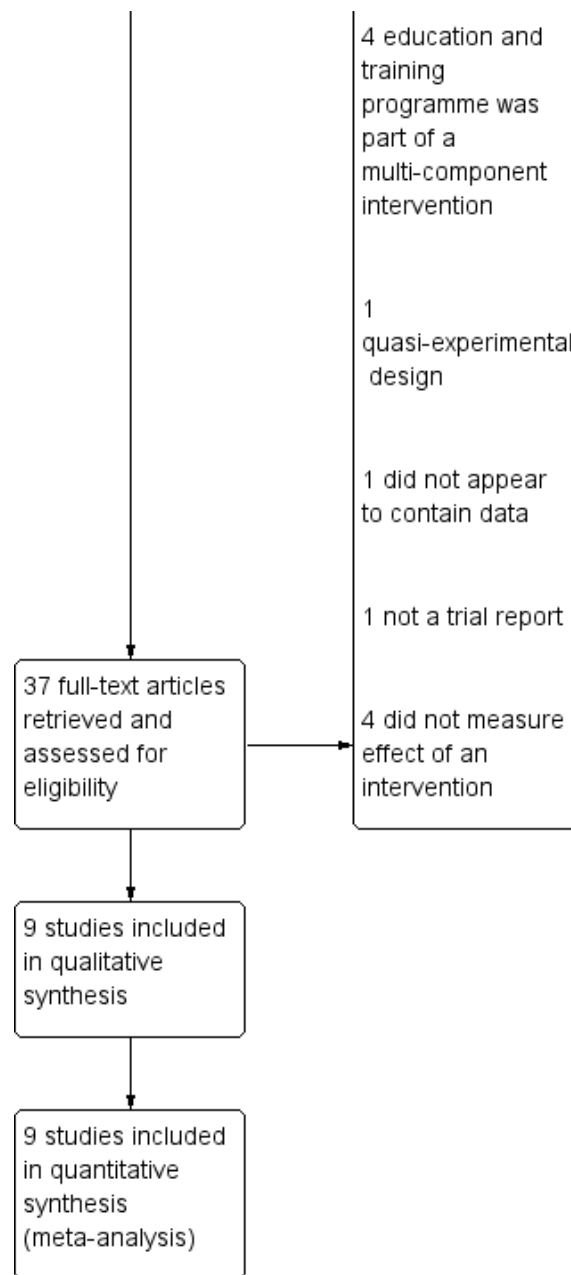 4 education and
training
programme was
part of a
multi-component
intervention
1
quasi-experimental
design
1 did not appear
to contain data
1 not a trial report
4 did not measure
effect of an
intervention
37 full-text articles
retrieved and
assessed for
eligibility
9 studies included
in qualitative
synthesis
9 studies included
in quantitative
synthesis
(meta-analysis)